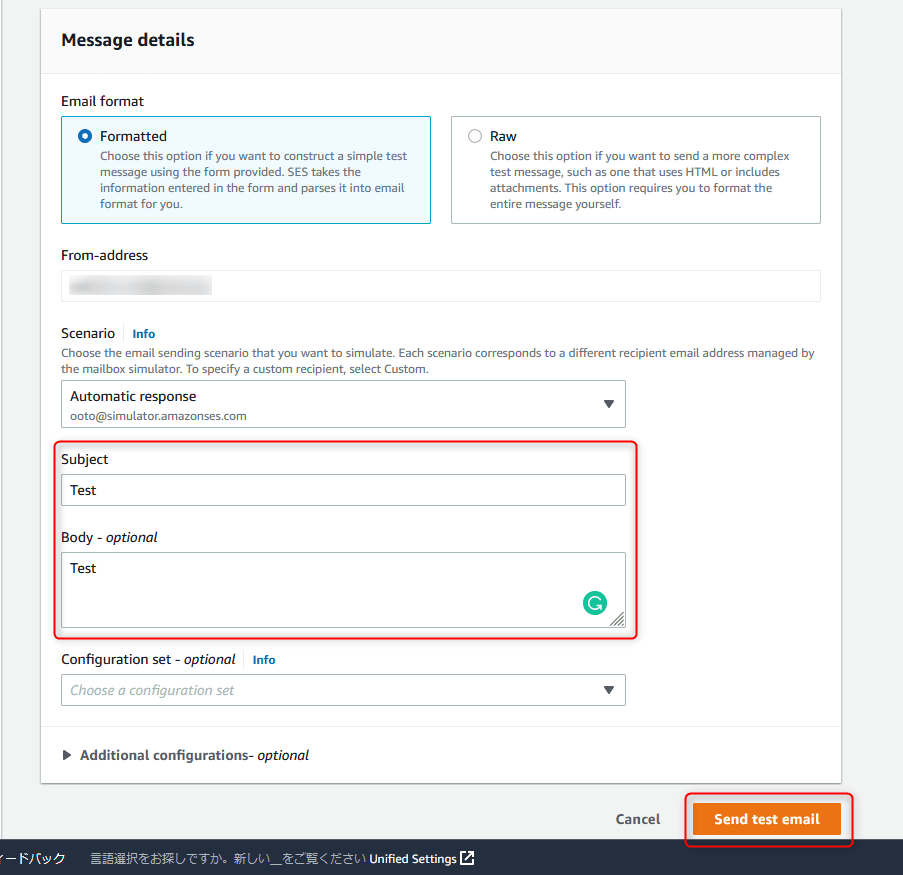 Message details
Email format
Formatted
Choose this option if you want to construct a simple test
message using the form provided. SES takes the
information entered in the form and parses it into email
format for you.
Raw
Choose this option if you want to send a more complex
test message, such as one that uses HTML or includes
attachments. This option requires you to format the
entire message yourself.
From-address
Scenario Info
Choose the email sending scenario that you want to simulate. Each scenario corresponds to a different recipient email address managed by
the mailbox simulator. To specify a custom recipient, select Custom.
Automatic response
ooto@simulator.amazonses.com
Subject
Test
Body - optional
Test
Configuration set - optional Info
Choose a configuration set
Additional configurations- optional
Cancel Send test email
ィードバック 言語選択をお探しですか。新しい__をご覧ください Unified Settings